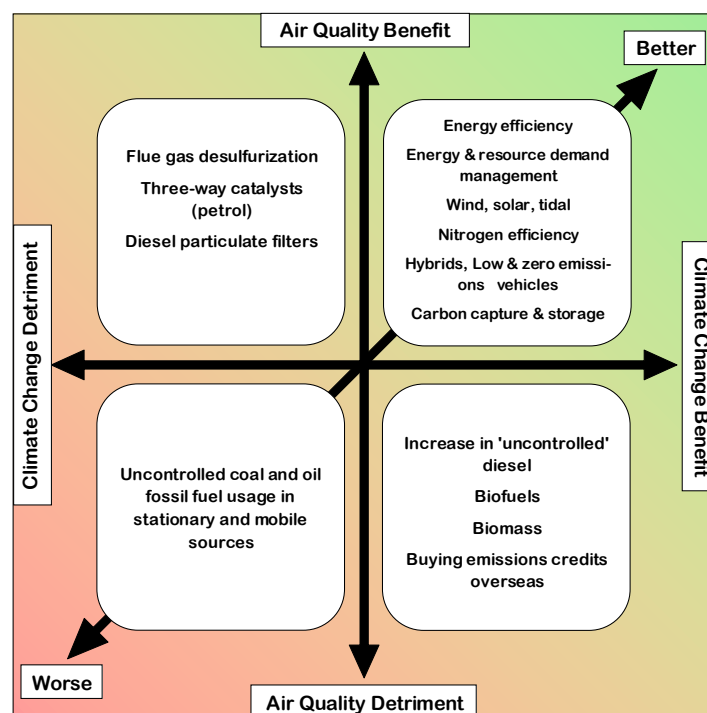 Air Quality Benefit
Better
Flue gas desulfurization
Three-way catalysts
(petrol)
Diesel particulate filters
Energy efficiency
Energy & resource demand
management
Wind, solar, tidal
Nitrogen efficiency
Hybrids, Low & zero emissi-
ons vehicles
Carbon capture & storage
Climate Change Detriment
Climate Change Benefit
Uncontrolled coal and oil
fossil fuel usage in
stationary and mobile
sources
Increase in 'uncontrolled'
diesel
Biofuels
Biomass
Buying emissions credits
overseas
Worse
Air Quality Detriment